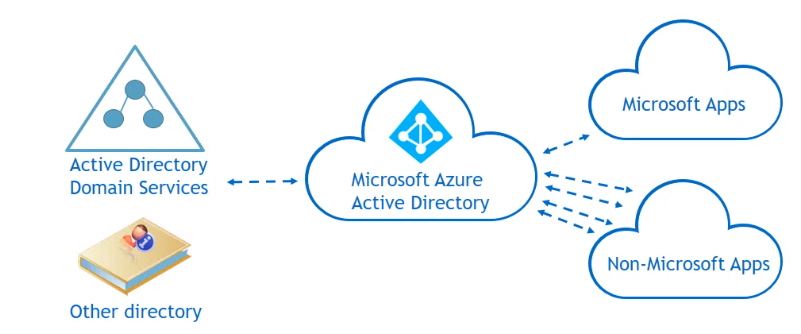 Active Directory
Domain Services
Other directory
Microsoft Azure
Active Directory
Microsoft Apps
Non-Microsoft Apps